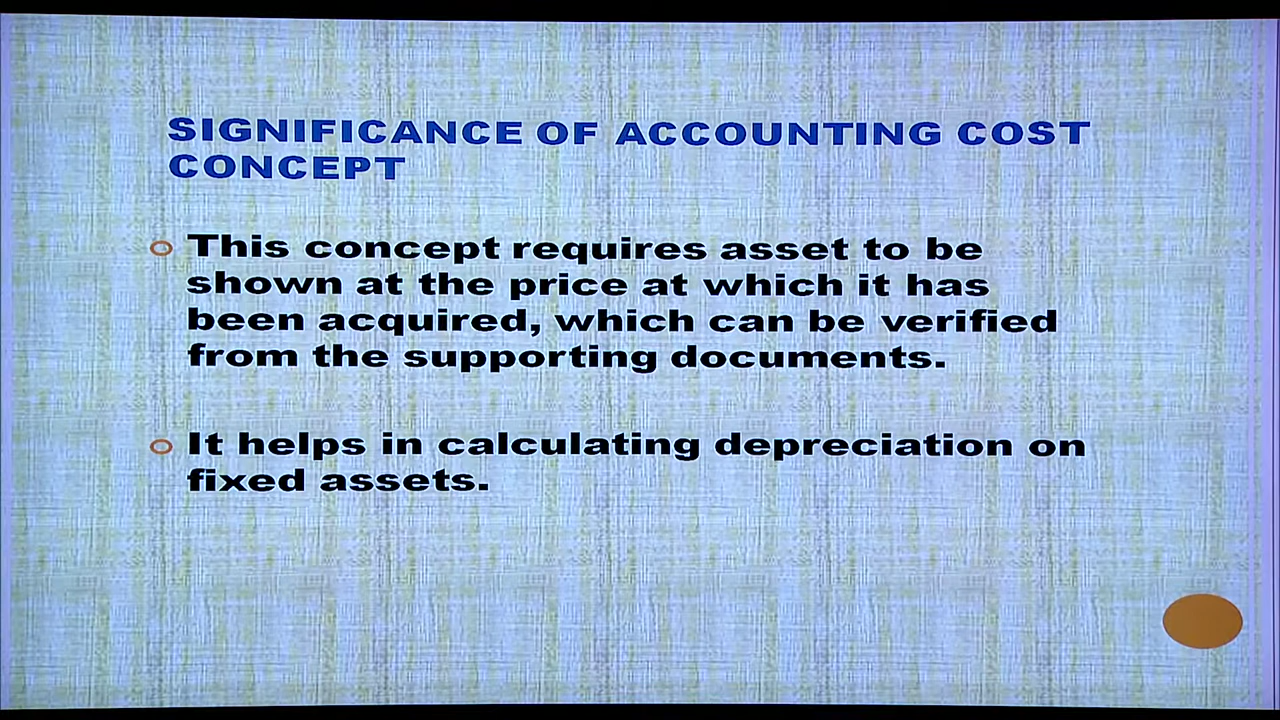 SIGNIFICANCE OF ACCOUNTING COST
CONCEPT
This concept requires asset to be
shown at the price at which it has
been acquired, which can be verified
from the supporting documents.
It helps in calculating depreciation on
fixed assets.